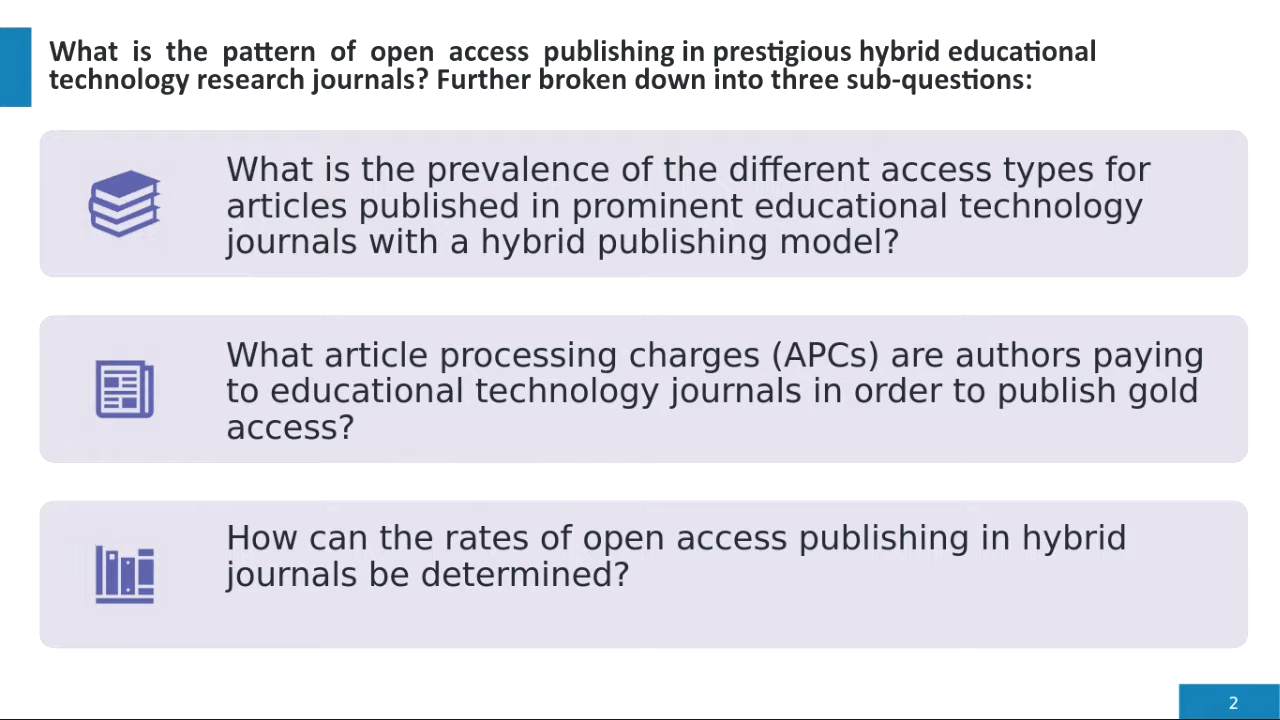 What is the pattern of open access publishing in prestigious hybrid educational
technology research journals? Further broken down into three sub-questions:
What is the prevalence of the different access types for
articles published in prominent educational technology
journals with a hybrid publishing model?
What article processing charges (APCs) are authors paying
to educational technology journals in order to publish gold
access?
How can the rates of open access publishing in hybrid
journals be determined?
2